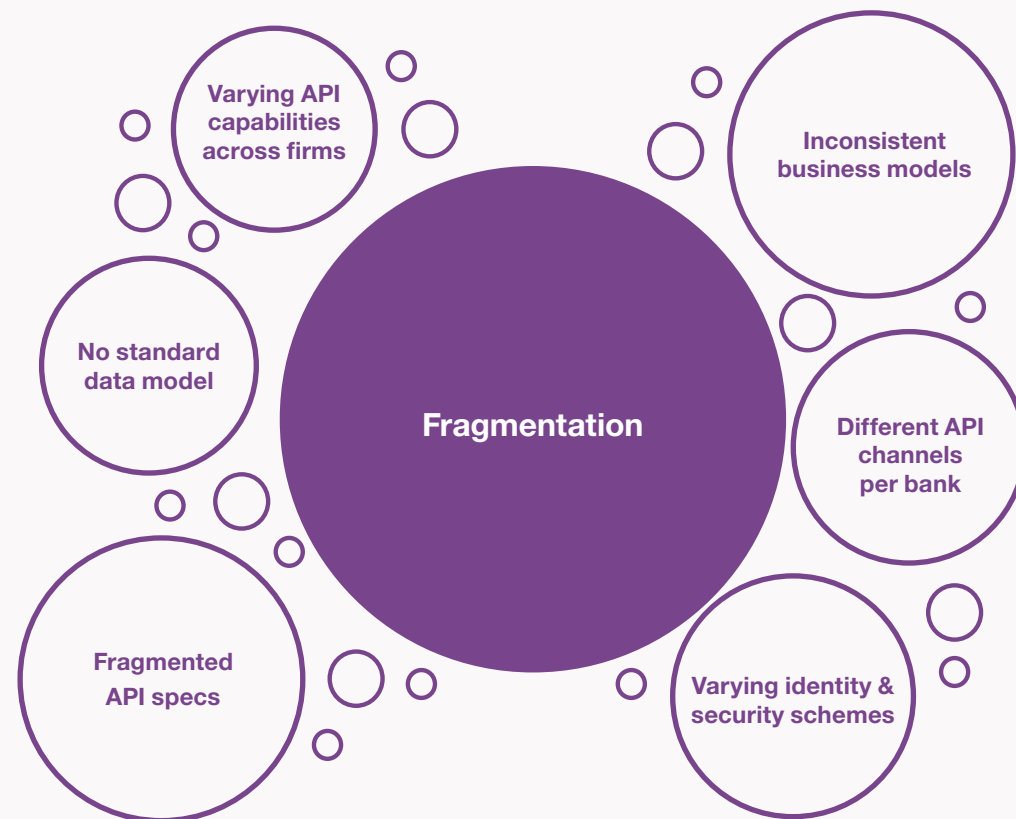 Varying API
capabilities
across firms
Inconsistent
business models
No standard
data model
Fragmentation
Different API
channels
per bank
Fragmented
API specs
Varying identity &
security schemes